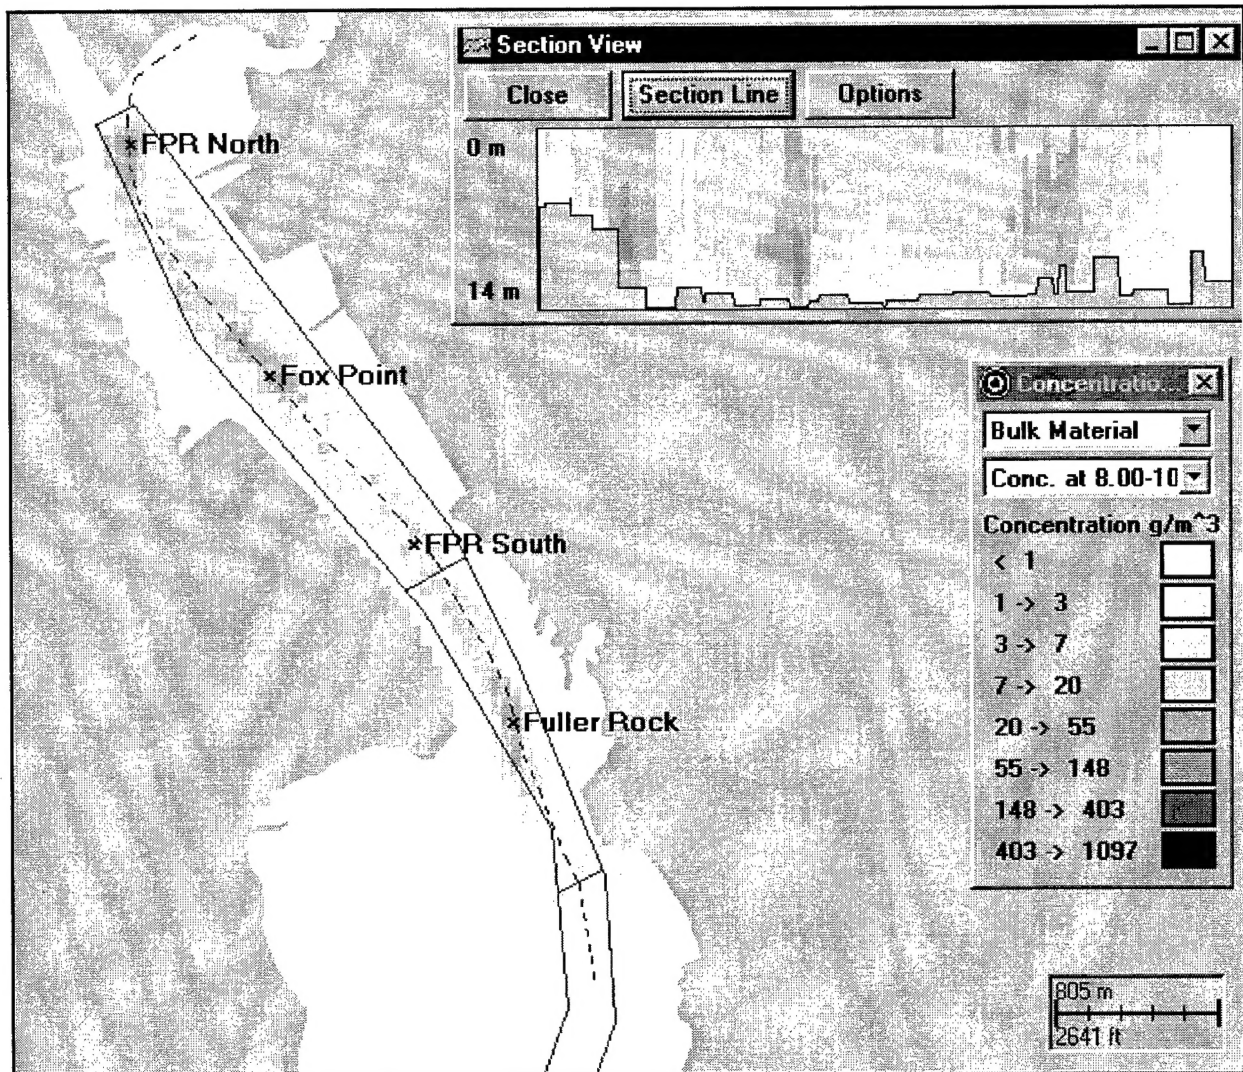 Section View
Close
Section Line
Options
0 m
14 m
FPR North
Fox Point
FPR South
Fuller Rock
Concentratio...
Bulk Material
Conc. at 8.00-10
Concentration g/m^3
< 1
1 -> 3
3 -> 7
7 -> 20
20 -> 55
55 -> 148
148 -> 403
403 -> 1097
805 m
2641 ft